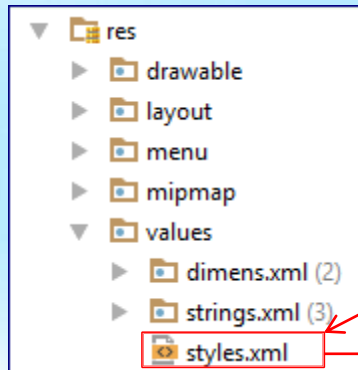 res
drawable
layout
menu
mipmap
values
dimens.xml (2)
strings.xml (3)
styles.xml